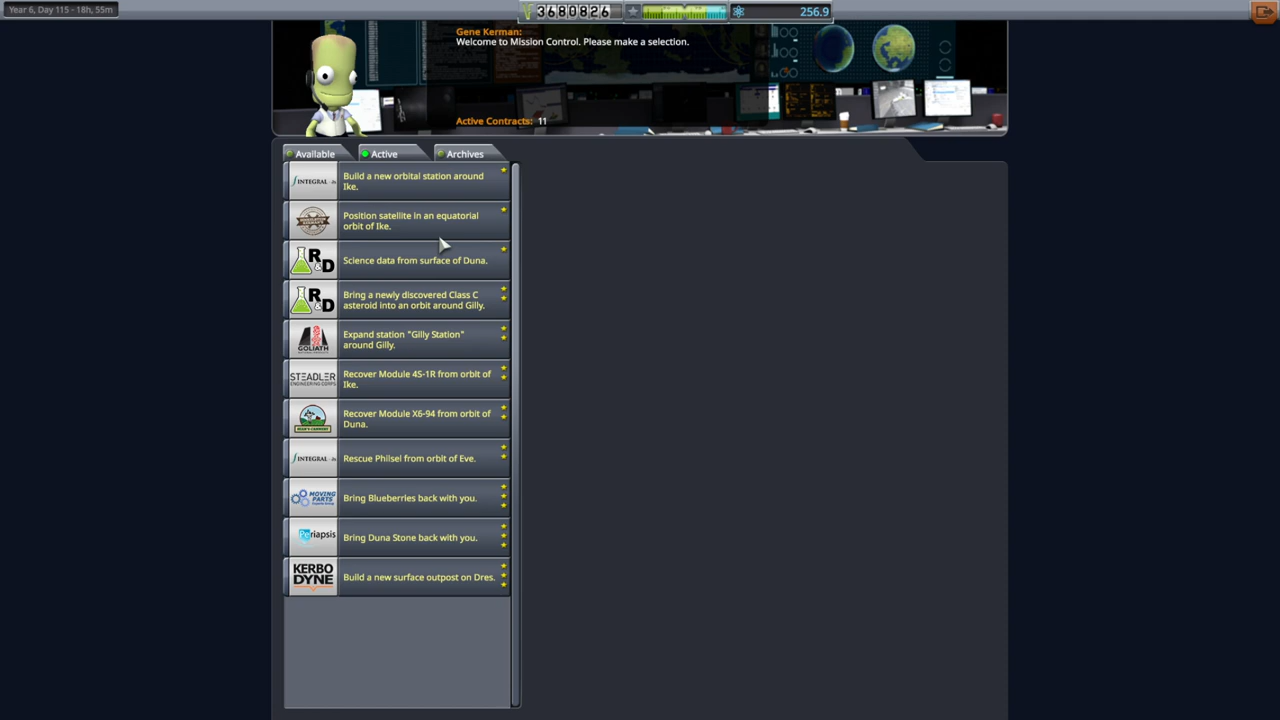 Year 6, Day 115 - 18h, 55m
3680826
256.9
Gene Kerman:
Welcome to Mission Control. Please make a selection.
Active Contracts: 11
Available
Active
Archives
INTEGRAL
Build a new orbital station around
Ike.
Position satellite in an equatorial
orbit of Ike.
R&D
Science data from surface of Duna.
R&D
Bring a newly discovered Class C
asteroid into an orbit around Gilly.
GOLIATH
Expand station "Gilly Station"
around Gilly.
STEADLER
ENGINEERING CORPS
Recover Module 4S-1R from orbit of
Ike.
Recover Module X6-94 from orbit of
Duna.
INTEGRAL
Rescue Philsel from orbit of Eve.
MOVING
PARTS
Bring Blueberries back with you.
Periapsis
Bring Duna Stone back with you.
KERBO
DYNE
Build a new surface outpost on Dres.